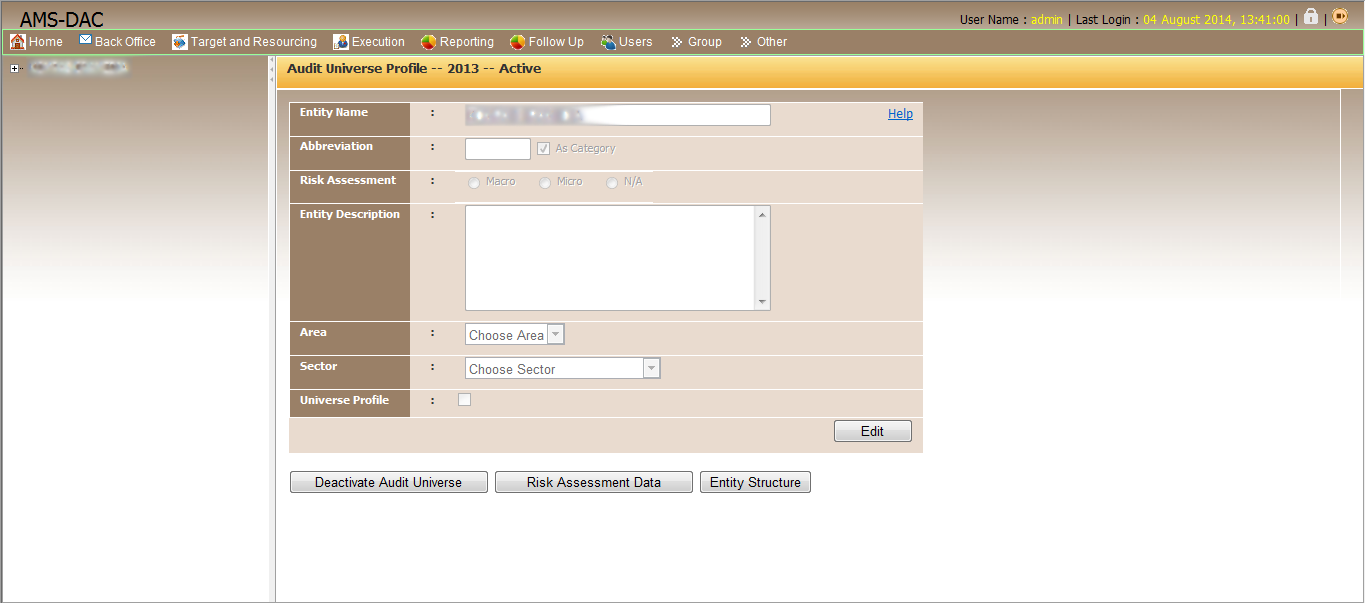 AMS-DAC
User Name : admin | Last Login : 04 August 2014, 13:41:00 | |
Home Back Office Target and Resourcing Execution Reporting Follow Up Users Group Other
Audit Universe Profile -- 2013 -- Active
Entity Name : Help
Abbreviation : As Category
Risk Assessment : Macro Micro N/A
Entity Description :
Area : Choose Area
Sector : Choose Sector
Universe Profile :
Edit
Deactivate Audit Universe Risk Assessment Data Entity Structure